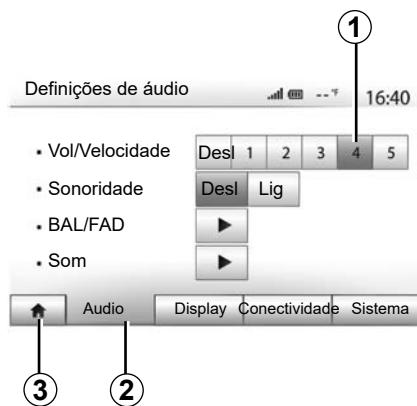 1
Definições de áudio -- °F 16:40
• Vol/Velocidade Desl 1 2 3 4 5
• Sonoridade Desl Lig
• BAL/FAD
• Som
Audio Display Conectividade Sistema
3 2